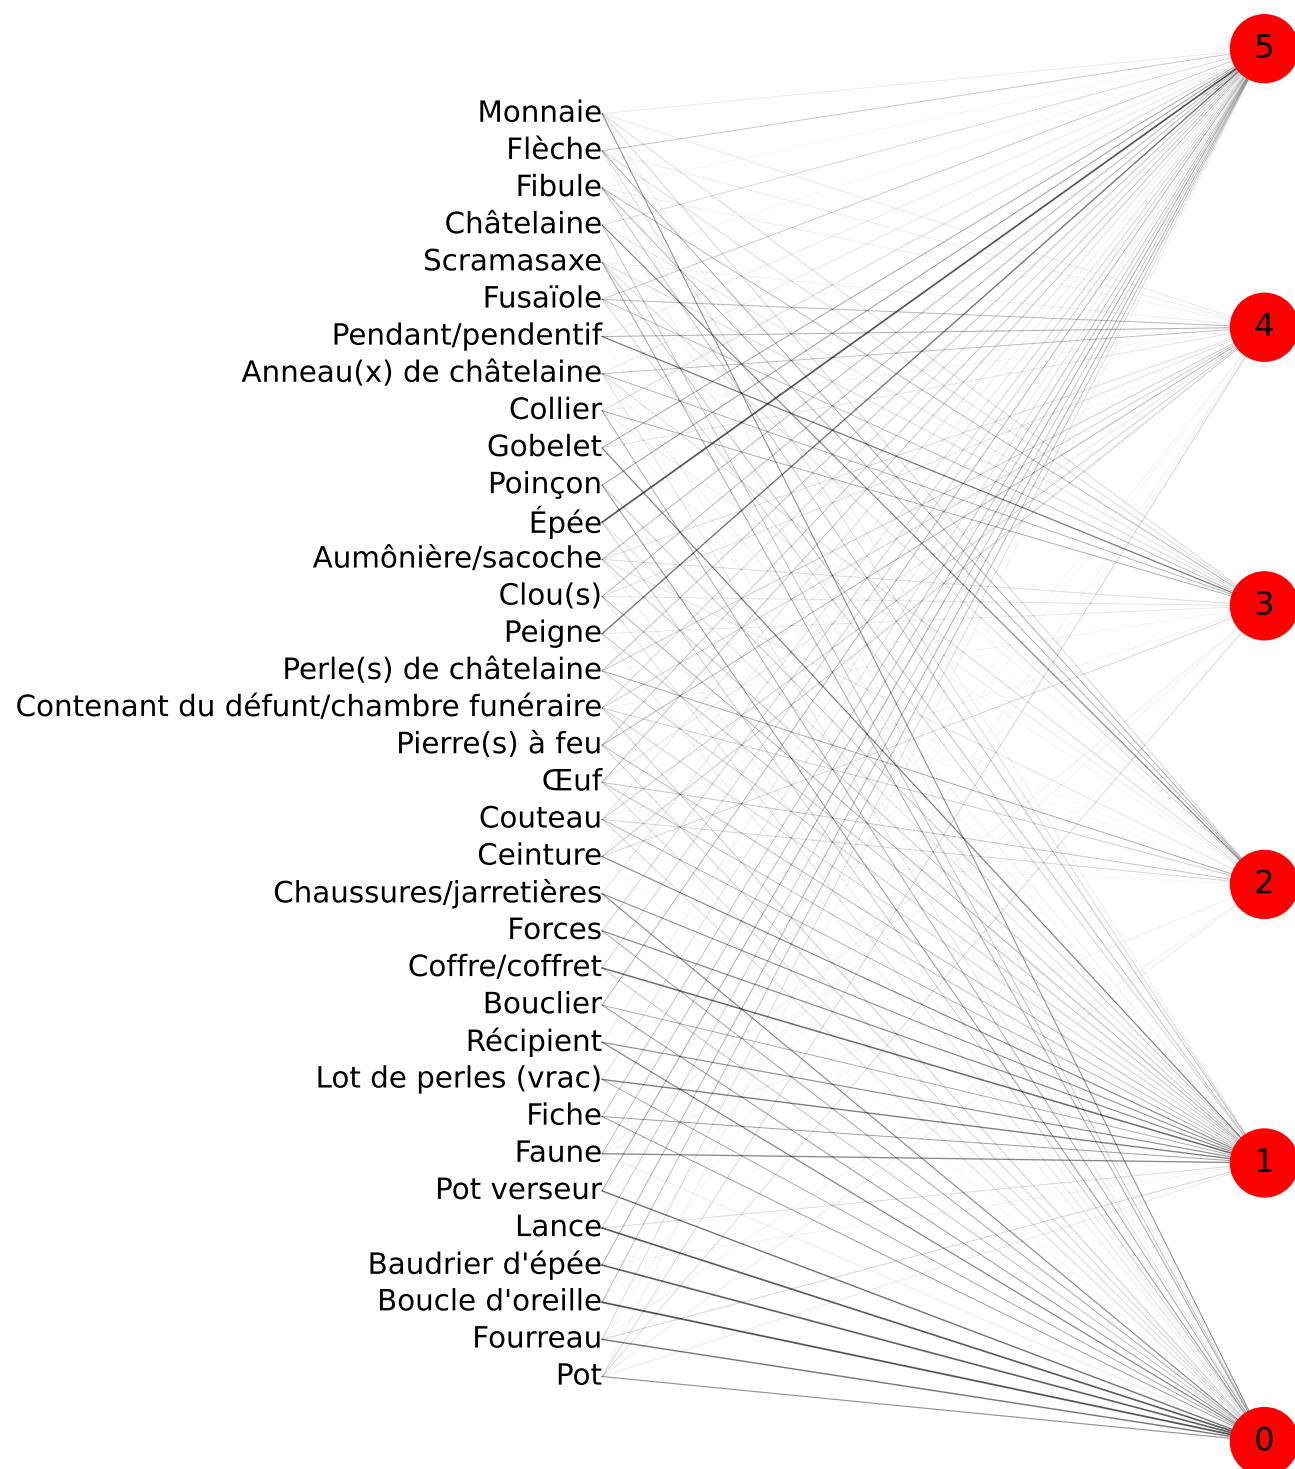 5
Monnaie
Flèche
Fibule
Châtelaine
Scramasaxe
Fusaïole
4
Pendant/pendentif
Anneau(x) de châtelaine
Collier
Gobelet
Poinçon
Épée
Aumônière/sacoche
Clou(s)
3
Peigne
Perle(s) de châtelaine
Contenant du défunt/chambre funéraire
Pierre(s) à feu
Œuf
Couteau
Ceinture
2
Chaussures/jarretières
Forces
Coffre/coffret
Bouclier
Récipient
Lot de perles (vrac)
Fiche
Faune
1
Pot verseur
Lance
Baudrier d'épée
Boucle d'oreille
Fourreau
Pot
0